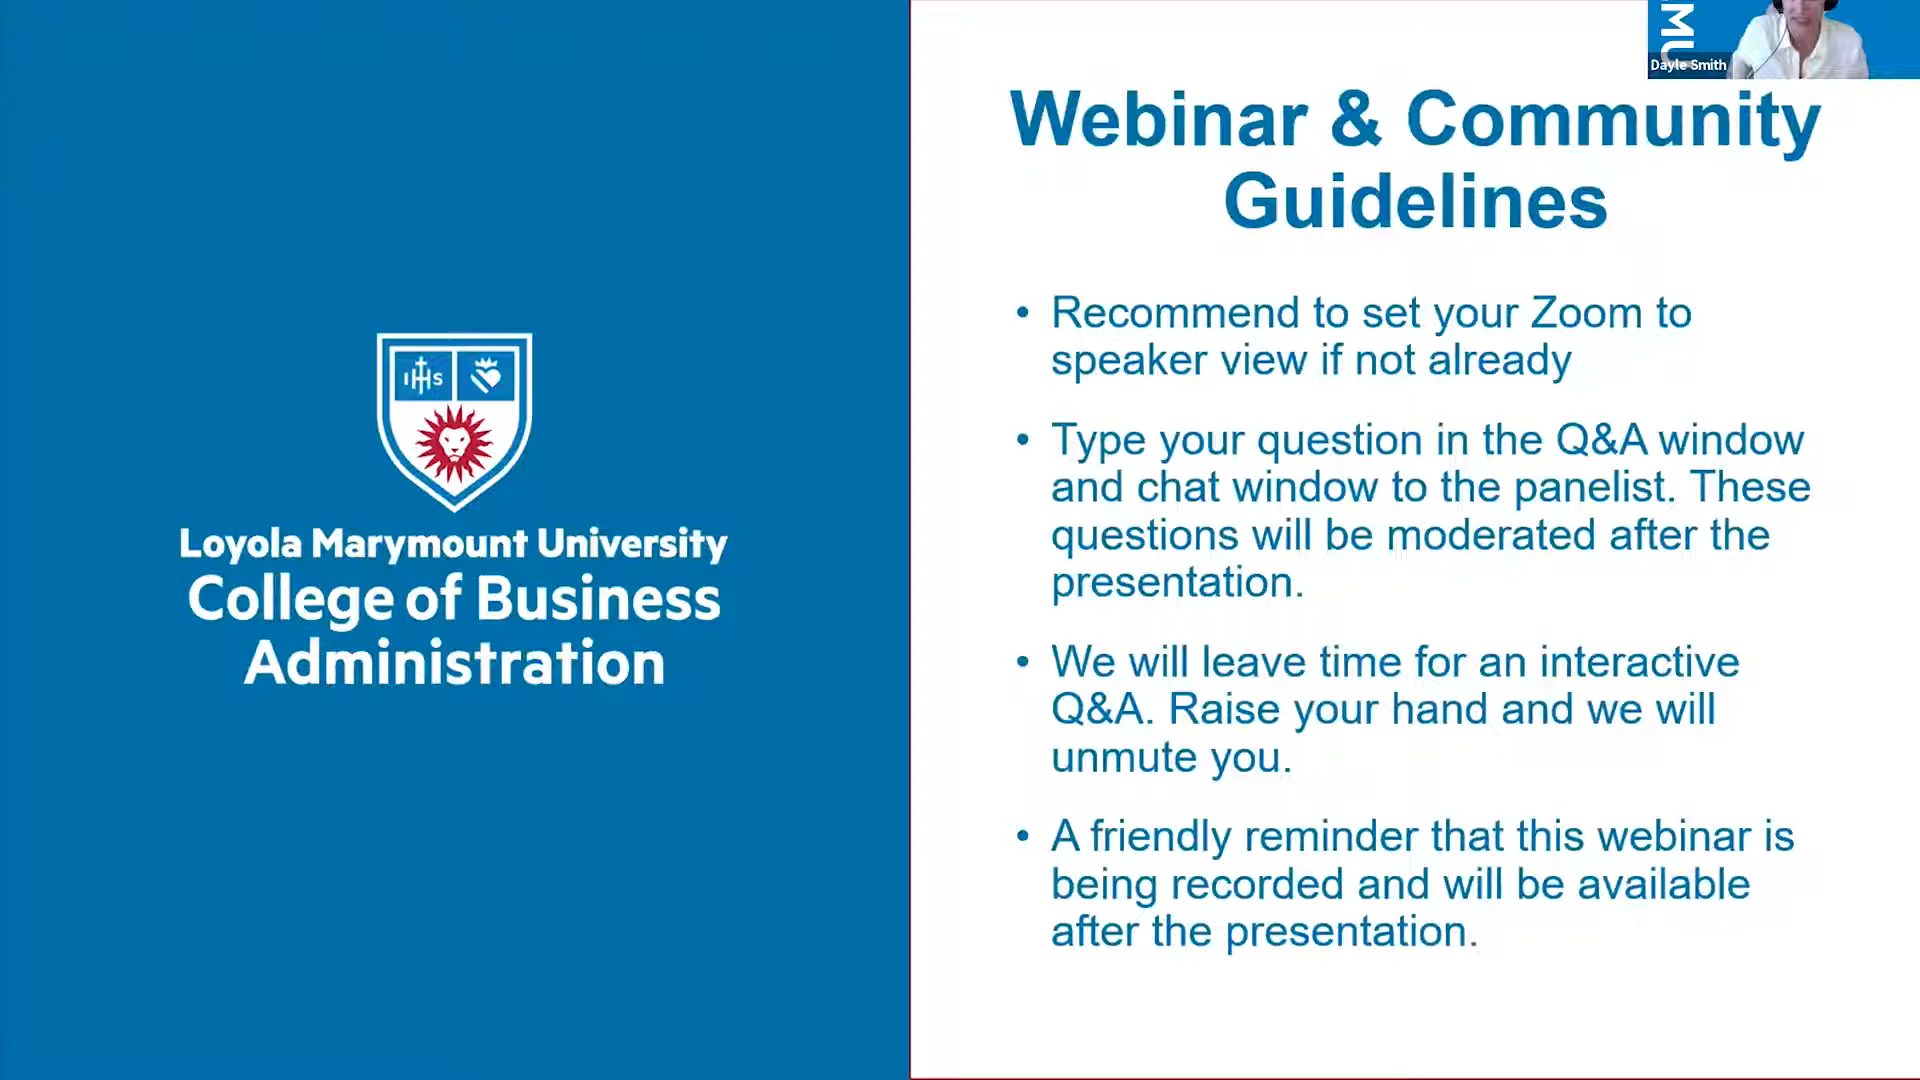 MU
Dayle Smith
Webinar & Community
Guidelines
• Recommend to set your Zoom to
speaker view if not already
• Type your question in the Q&A window
and chat window to the panelist. These
questions will be moderated after the
presentation.
• We will leave time for an interactive
Q&A. Raise your hand and we will
unmute you.
• A friendly reminder that this webinar is
being recorded and will be available
after the presentation.
IHS
Loyola Marymount University
College of Business
Administration